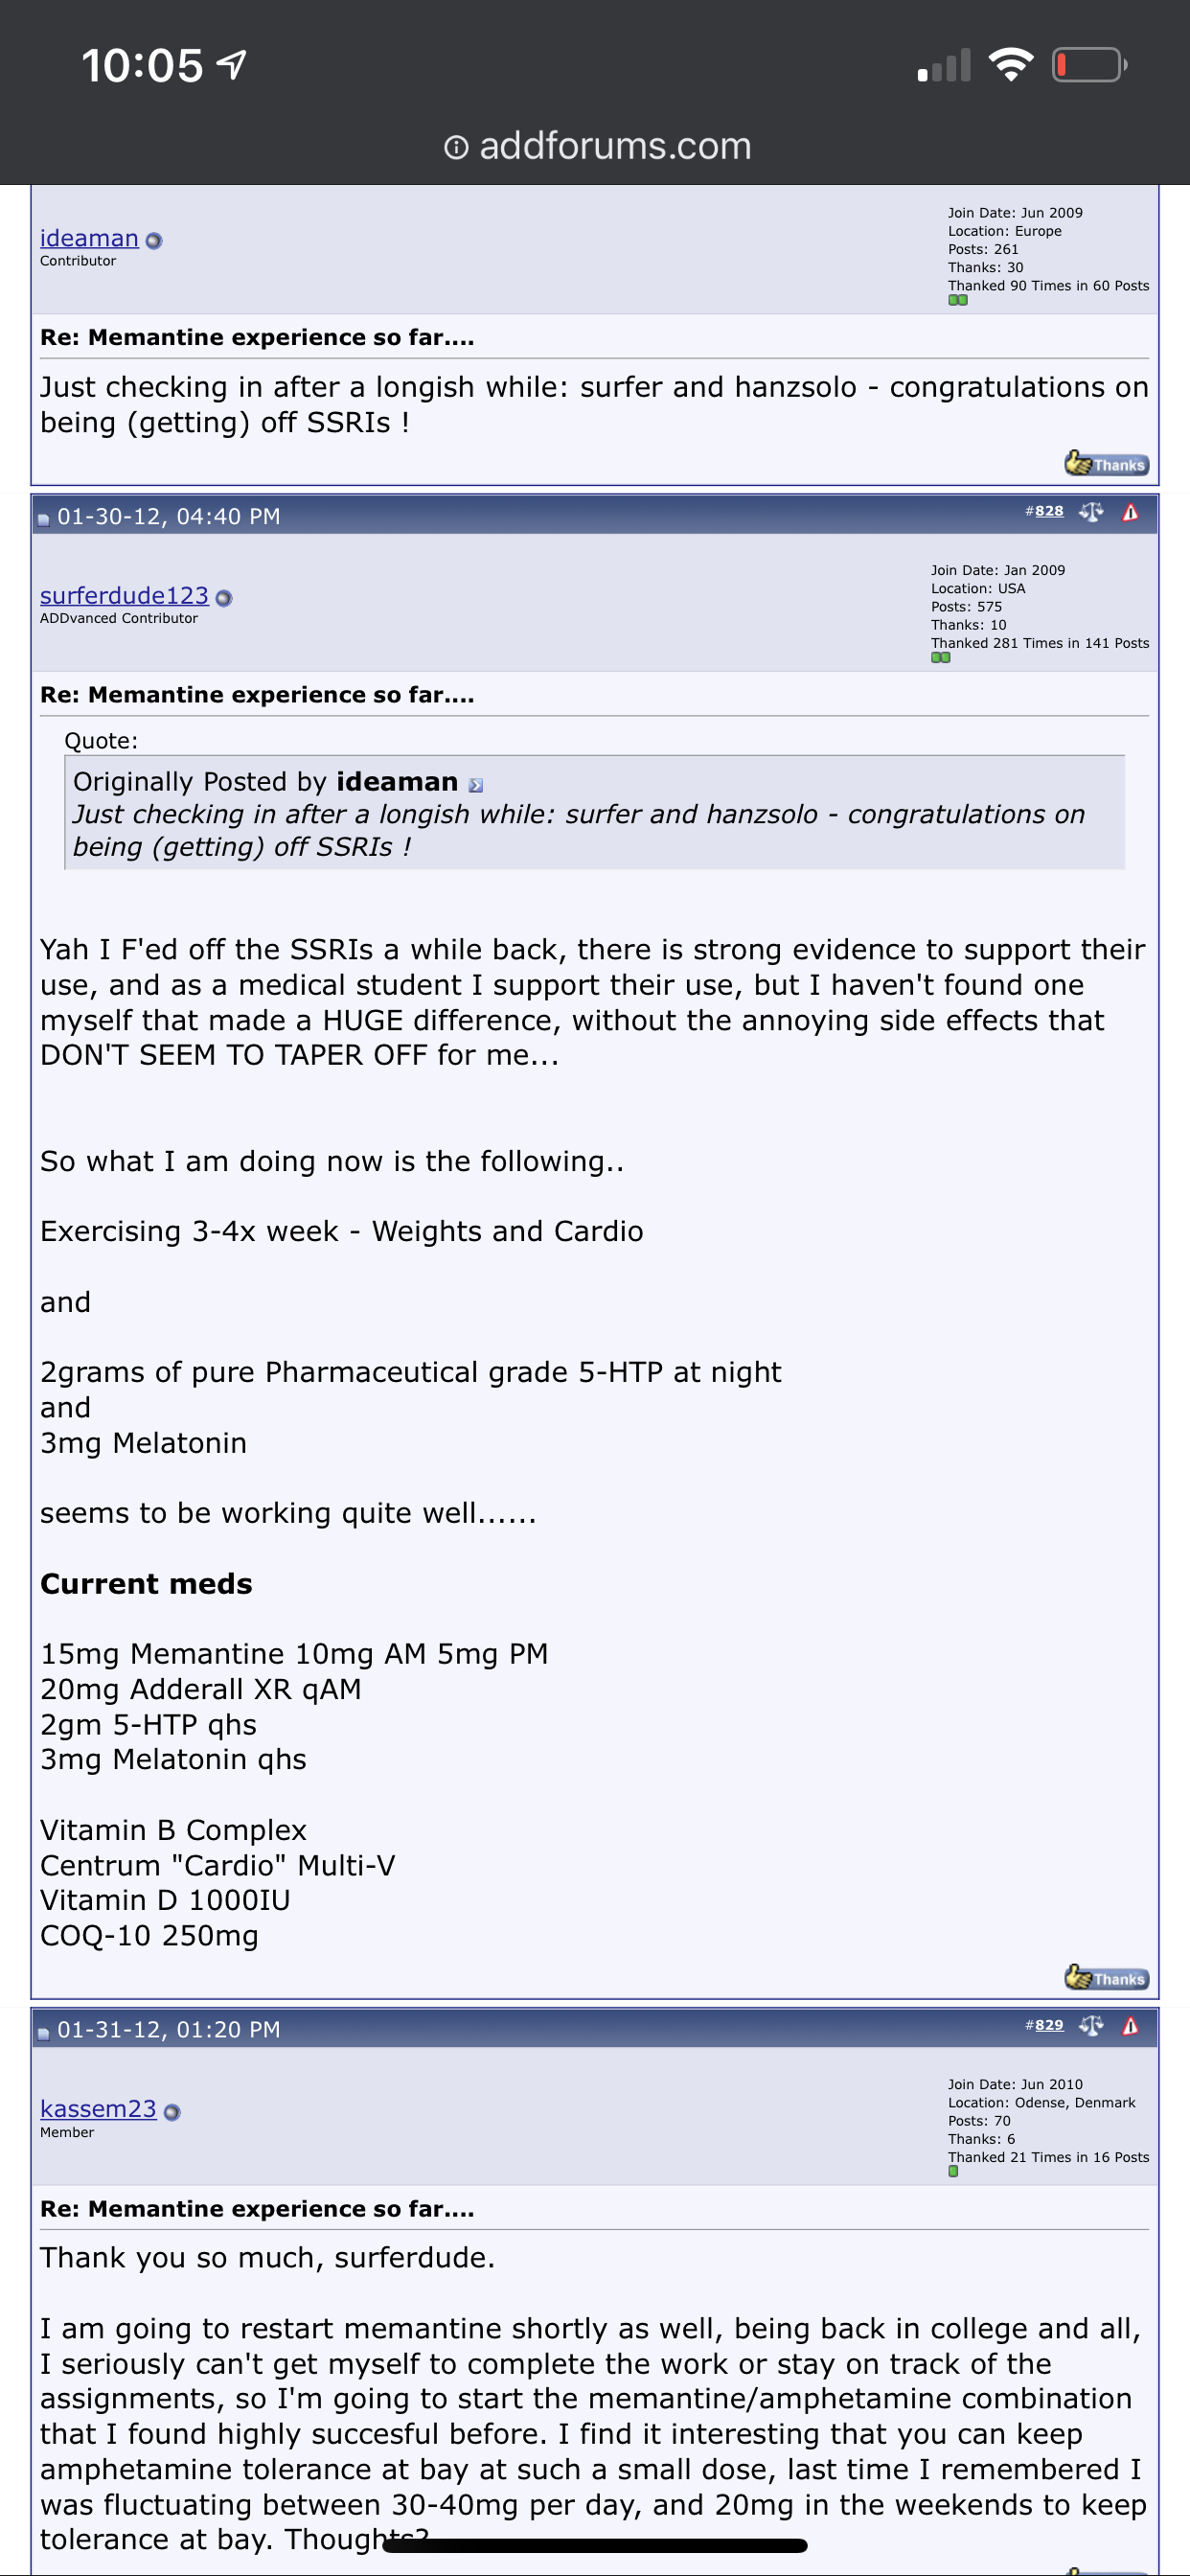 10:05
addforums.com
ideaman
Contributor
Join Date: Jun 2009
Location: Europe
Posts: 261
Thanks: 30
Thanked 90 Times in 60 Posts
Re: Memantine experience so far....
Just checking in after a longish while: surfer and hanzsolo - congratulations on
being (getting) off SSRIs !
Thanks
01-30-12, 04:40 PM
#828
surferdude123
ADDvanced Contributor
Join Date: Jan 2009
Location: USA
Posts: 575
Thanks: 10
Thanked 281 Times in 141 Posts
Re: Memantine experience so far....
Quote:
Originally Posted by ideaman
Just checking in after a longish while: surfer and hanzsolo - congratulations on
being (getting) off SSRIs !
Yah I F'ed off the SSRIs a while back, there is strong evidence to support their
use, and as a medical student I support their use, but I haven't found one
myself that made a HUGE difference, without the annoying side effects that
DON'T SEEM TO TAPER OFF for me...
So what I am doing now is the following..
Exercising 3-4x week - Weights and Cardio
and
2grams of pure Pharmaceutical grade 5-HTP at night
and
3mg Melatonin
seems to be working quite well......
Current meds
15mg Memantine 10mg AM 5mg PM
20mg Adderall XR qAM
2gm 5-HTP qhs
3mg Melatonin qhs
Vitamin B Complex
Centrum "Cardio" Multi-V
Vitamin D 1000IU
COQ-10 250mg
Thanks
01-31-12, 01:20 PM
#829
kassem23
Member
Join Date: Jun 2010
Location: Odense, Denmark
Posts: 70
Thanks: 6
Thanked 21 Times in 16 Posts
Re: Memantine experience so far....
Thank you so much, surferdude.
I am going to restart memantine shortly as well, being back in college and all,
I seriously can't get myself to complete the work or stay on track of the
assignments, so I'm going to start the memantine/amphetamine combination
that I found highly succesful before. I find it interesting that you can keep
amphetamine tolerance at bay at such a small dose, last time I remembered I
was fluctuating between 30-40mg per day, and 20mg in the weekends to keep
tolerance at bay. Thoughts?